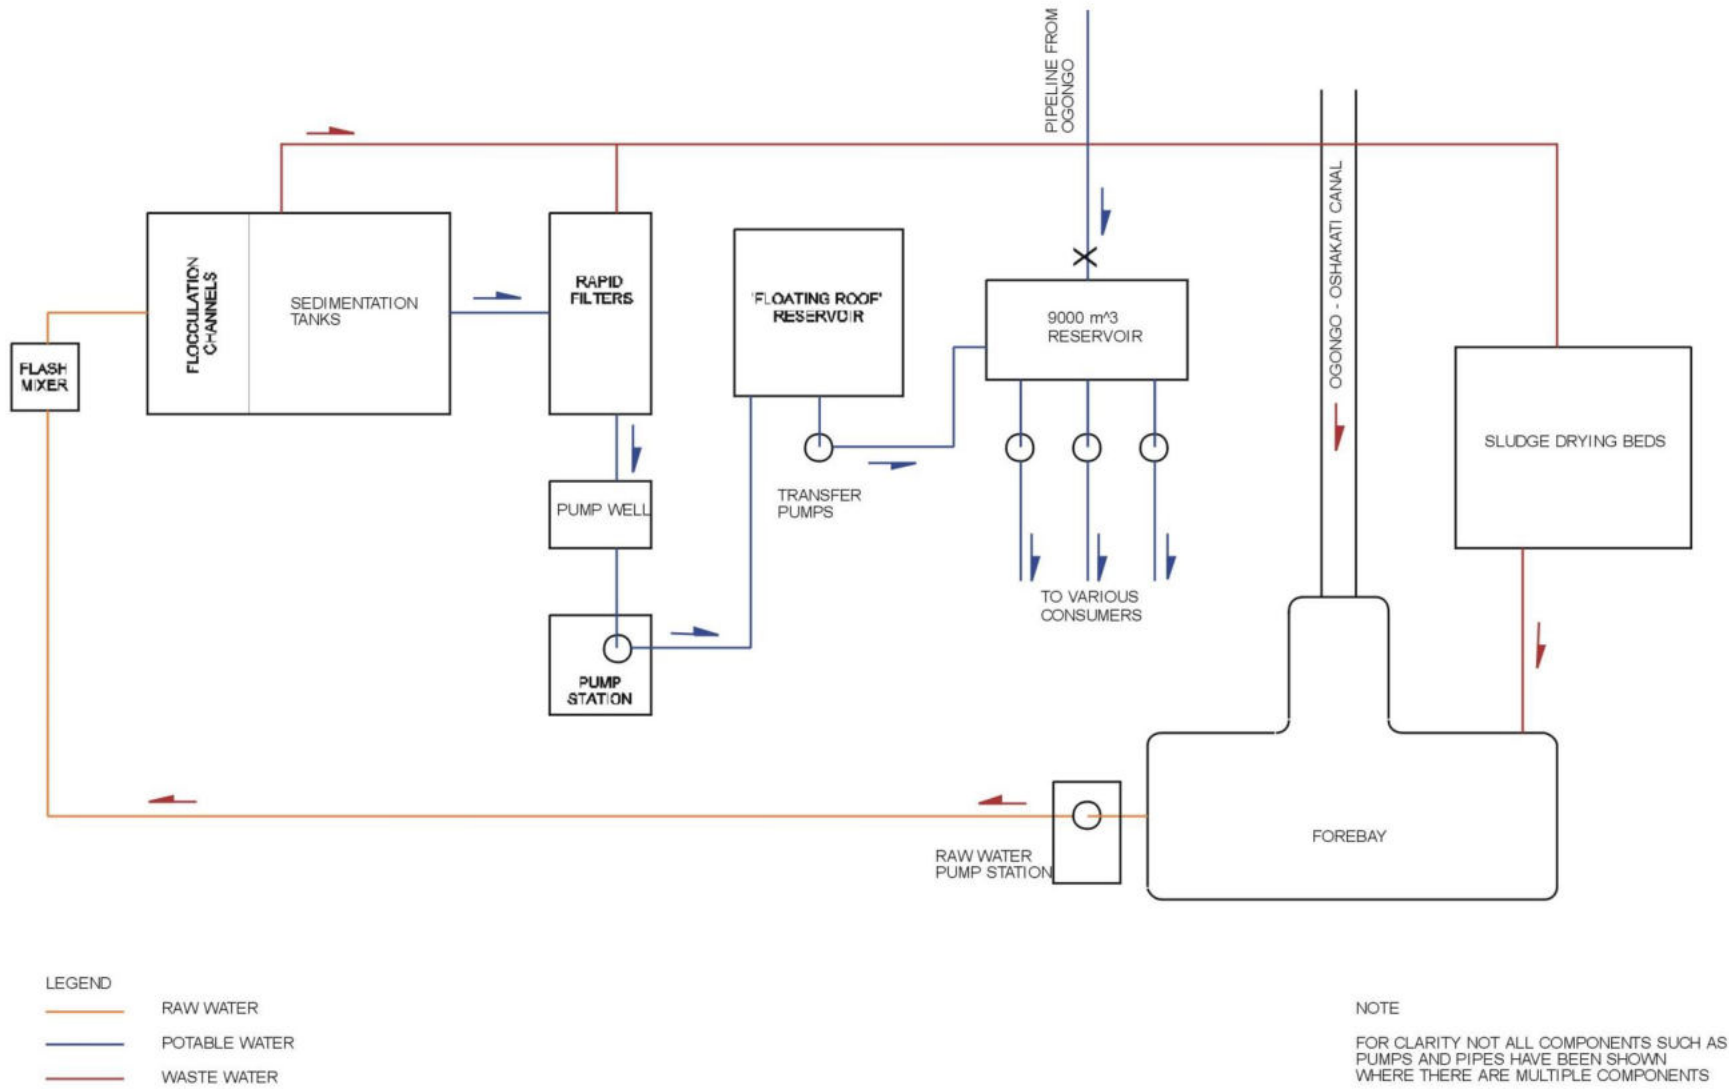 PIPELINE FROM
OGONGO
OGONGO - OSHAKATI CANAL
FLOCCULATION
CHANNELS
SEDIMENTATION
TANKS
RAPID
FILTERS
'FLOATING ROOF'
RESERVOIR
9000 m^3
RESERVOIR
FLASH
MIXER
SLUDGE DRYING BEDS
PUMP WELL
TRANSFER
PUMPS
TO VARIOUS
CONSUMERS
PUMP
STATION
FOREBAY
RAW WATER
PUMP STATION
LEGEND
RAW WATER
POTABLE WATER
WASTE WATER
NOTE
FOR CLARITY NOT ALL COMPONENTS SUCH AS
PUMPS AND PIPES HAVE BEEN SHOWN
WHERE THERE ARE MULTIPLE COMPONENTS